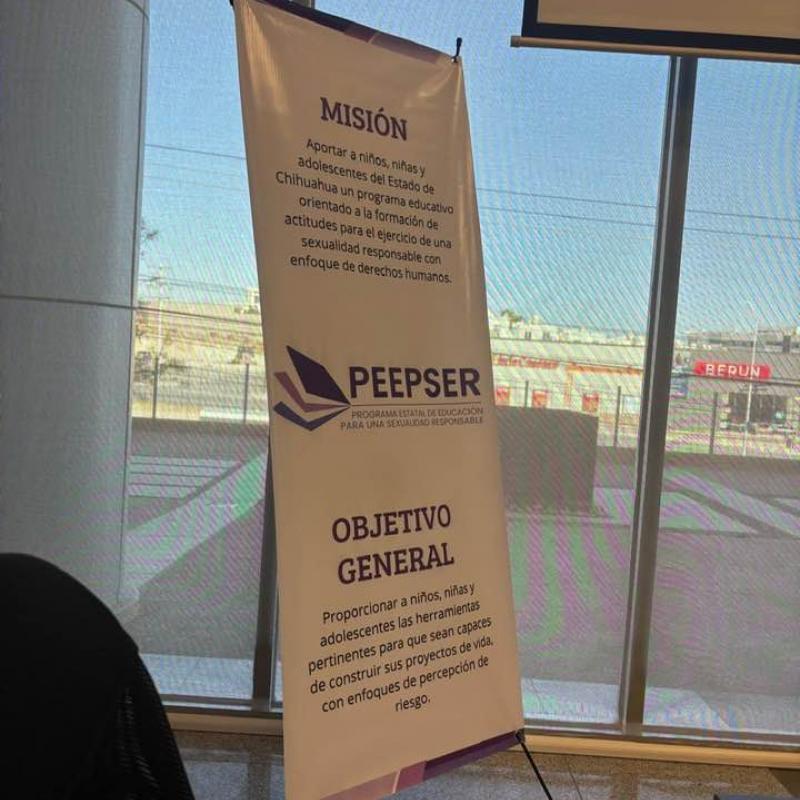 MISIÓN
Aportar a niños, niñas y
adolescentes del Estado de
Chihuahua un programa educativo
orientado a la formación de
actitudes para el ejercicio de una
sexualidad responsable con
enfoque de derechos humanos.
PEEPSER
PROGRAMA ESTATAL DE EDUCACIÓN
PARA UNA SEXUALIDAD RESPONSABLE
OBJETIVO
GENERAL
Proporcionar a niños, niñas y
adolescentes las herramientas
pertinentes para que sean capaces
de construir sus proyectos de vida,
con enfoques de percepción de
riesgo.
BERUN